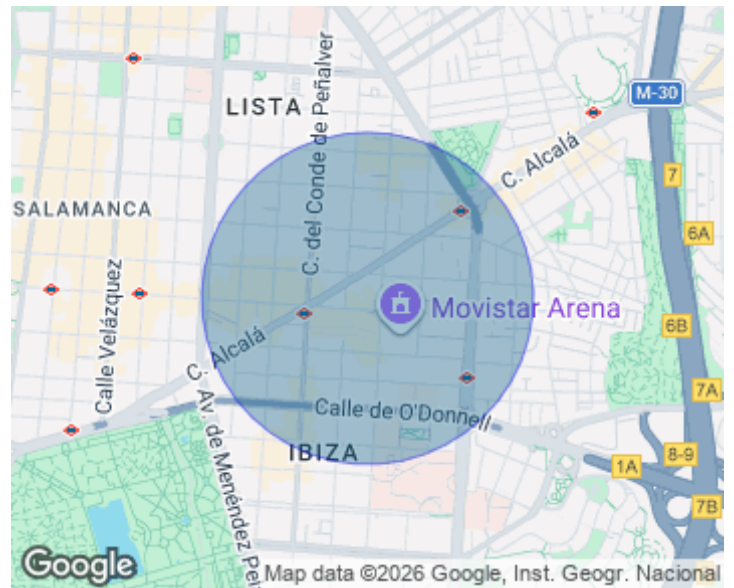 M-30
LISTA
C. del Conde de Peñalver
C. Alcalá
7
SALAMANCA
6A
Calle Velázquez
Movistar Arena
6B
C. Alcalá
7A
Calle de O'Donnell
C. Av. de Menéndez Pe
IBIZA
8-9
1A
7B
Google
Map data ©2026 Google, Inst. Geogr. Nacional